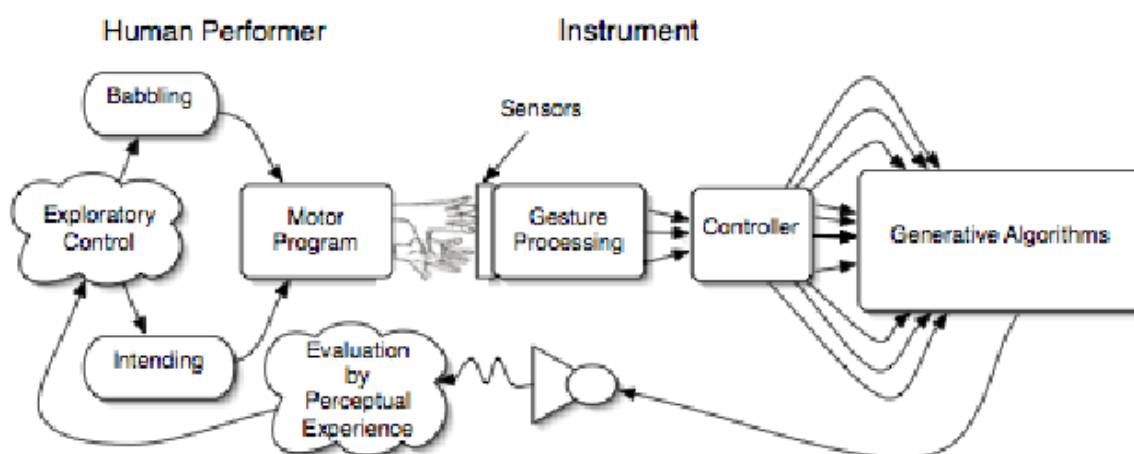 Human Performer
Instrument
Babbling
Sensors
Exploratory
Control
Motor
Program
Gesture
Processing
Controller
Generative Algorithms
Intending
Evaluation
by
Perceptual
Experience